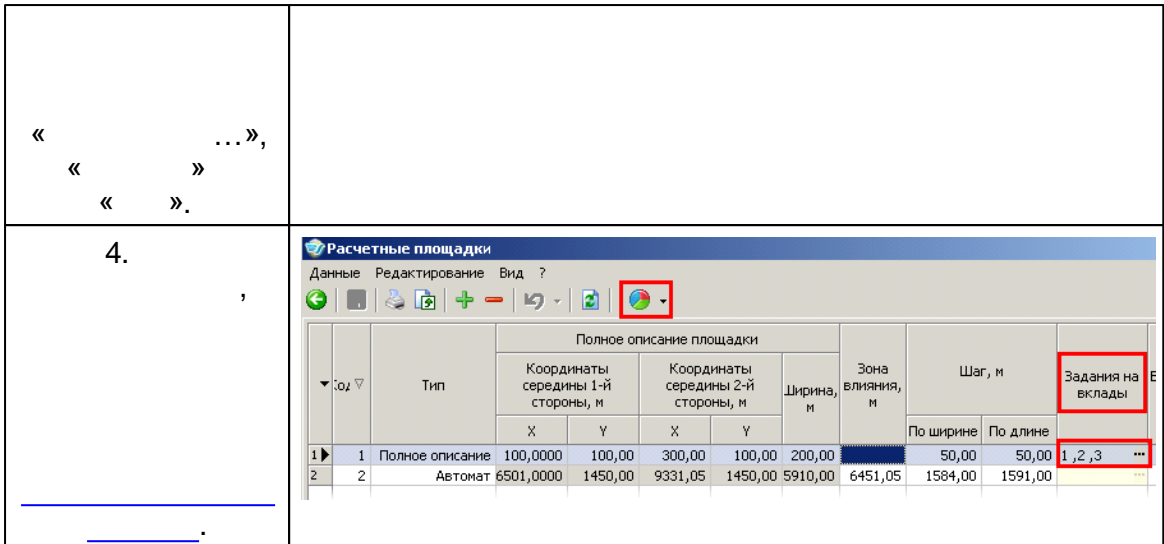 « …»,
« »
« ».
4.
,
.
Расчетные площадки
Данные Редактирование Вид ?
Полное описание площадки
Код Тип Координаты середины 1-й стороны, м Координаты середины 2-й стороны, м Ширина, м Зона влияния, м Шаг, м Задания на вклады
X Y X Y По ширине По длине
1 1 Полное описание 100,0000 100,00 300,00 100,00 200,00 50,00 50,00 1 ,2 ,3 ...
2 2 Автомат 6501,0000 1450,00 9331,05 1450,00 5910,00 6451,05 1584,00 1591,00 ...